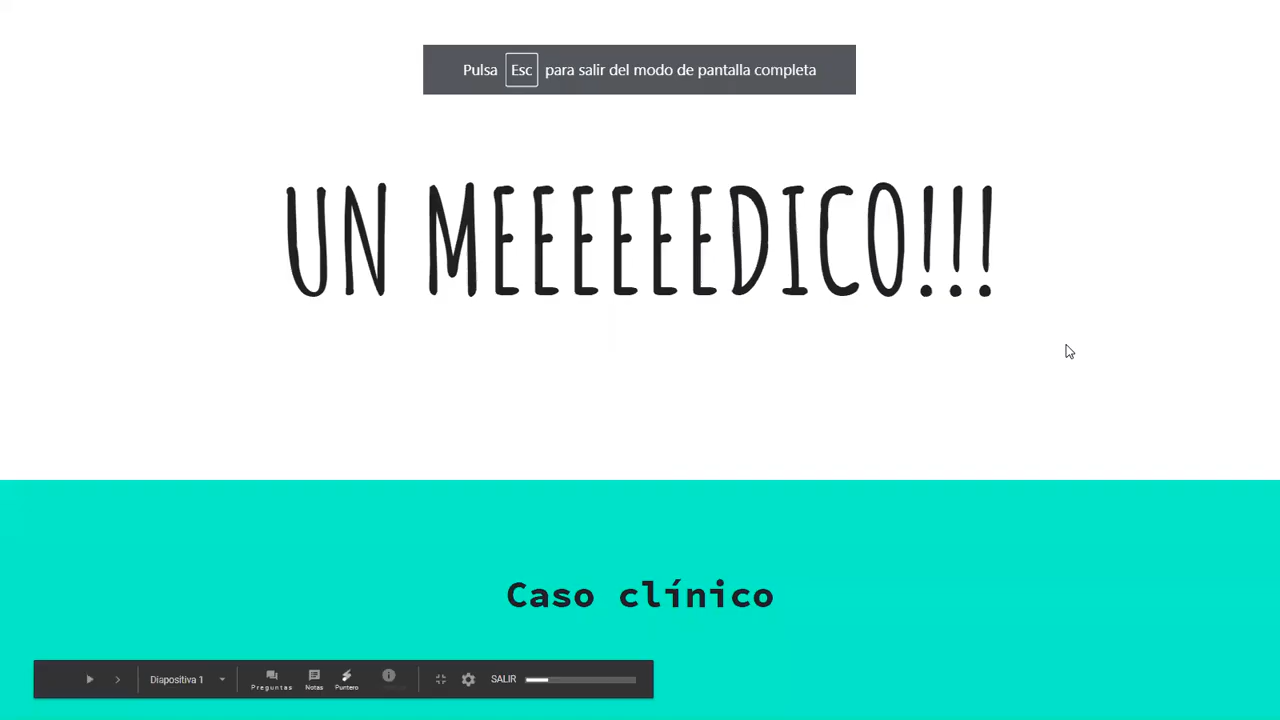 Pulsa Esc para salir del modo de pantalla completa
UN MEEEEEEDICO!!!
Caso clínico
Diapositiva 1
Preguntas
Notas
Puntero
SALIR